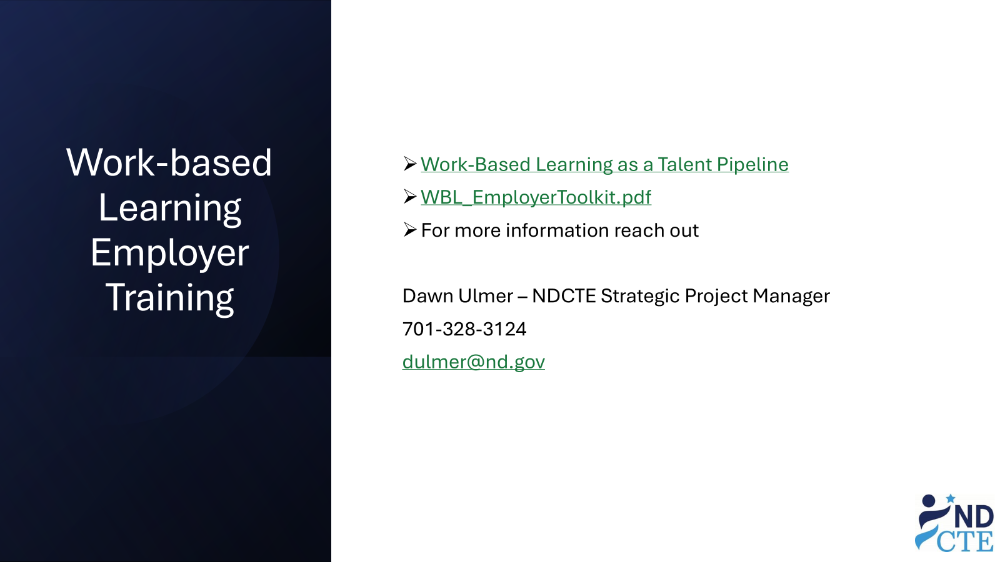 Work-based
Learning
Employer
Training
➢ Work-Based Learning as a Talent Pipeline
➢ WBL_EmployerToolkit.pdf
➢ For more information reach out
Dawn Ulmer – NDCTE Strategic Project Manager
701-328-3124
dulmer@nd.gov
ND
CTE